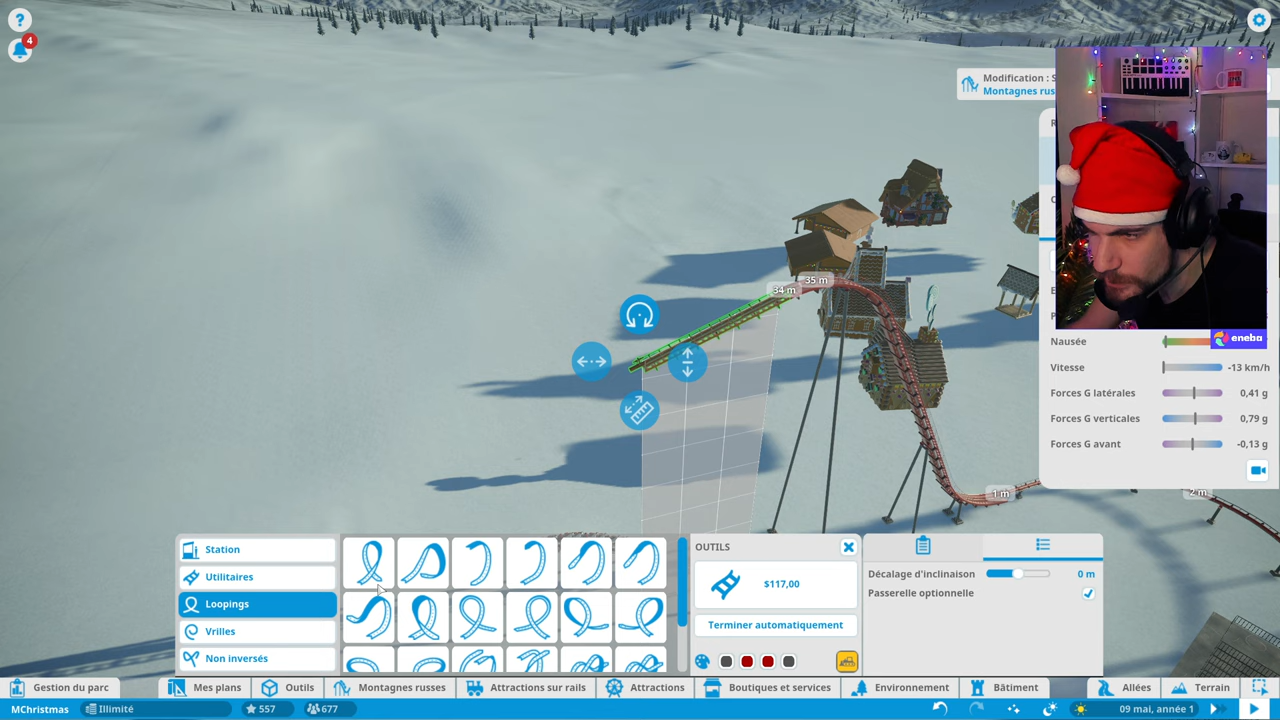 ?
4
Modification : S
Montagnes rus
eneba
34 m
35 m
1 m
2 m
Nausée
Vitesse
-13 km/h
Forces G latérales
0,41 g
Forces G verticales
0,79 g
Forces G avant
-0,13 g
Station
Utilitaires
Loopings
Vrilles
Non inversés
OUTILS
$117,00
Terminer automatiquement
Décalage d'inclinaison
0 m
Passerelle optionnelle
Gestion du parc
Mes plans
Outils
Montagnes russes
Attractions sur rails
Attractions
Boutiques et services
Environnement
Bâtiment
Allées
Terrain
MChristmas
Illimité
557
677
09 mai, année 1